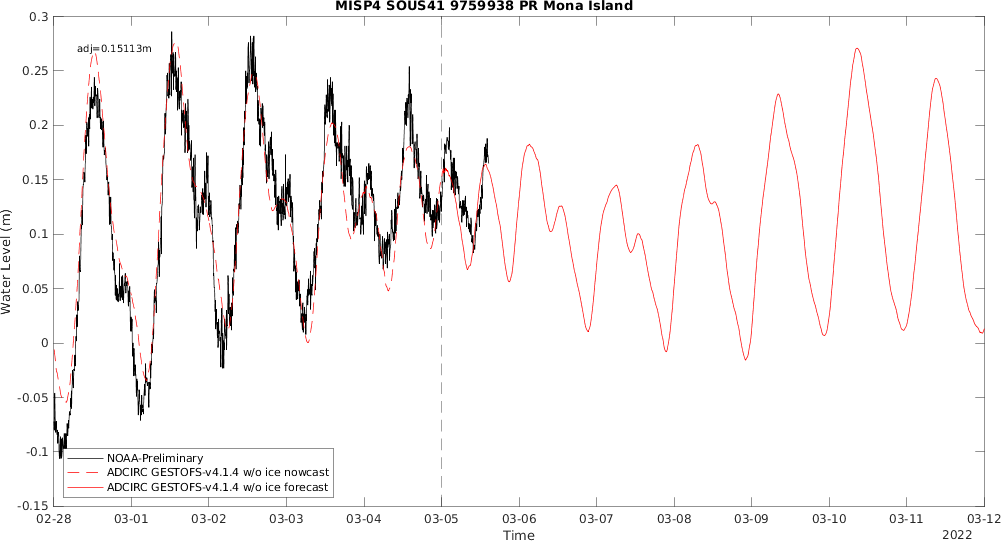 MISP4 SOUS41 9759938 PR Mona Island
adj=0.15113m
Water Level (m)
0.3
0.25
0.2
0.15
0.1
0.05
0
-0.05
-0.1
-0.15
NOAA-Preliminary
ADCIRC GESTOFS-v4.1.4 w/o ice nowcast
ADCIRC GESTOFS-v4.1.4 w/o ice forecast
02-28 03-01 03-02 03-03 03-04 03-05 03-06 03-07 03-08 03-09 03-10 03-11 03-12
Time
2022